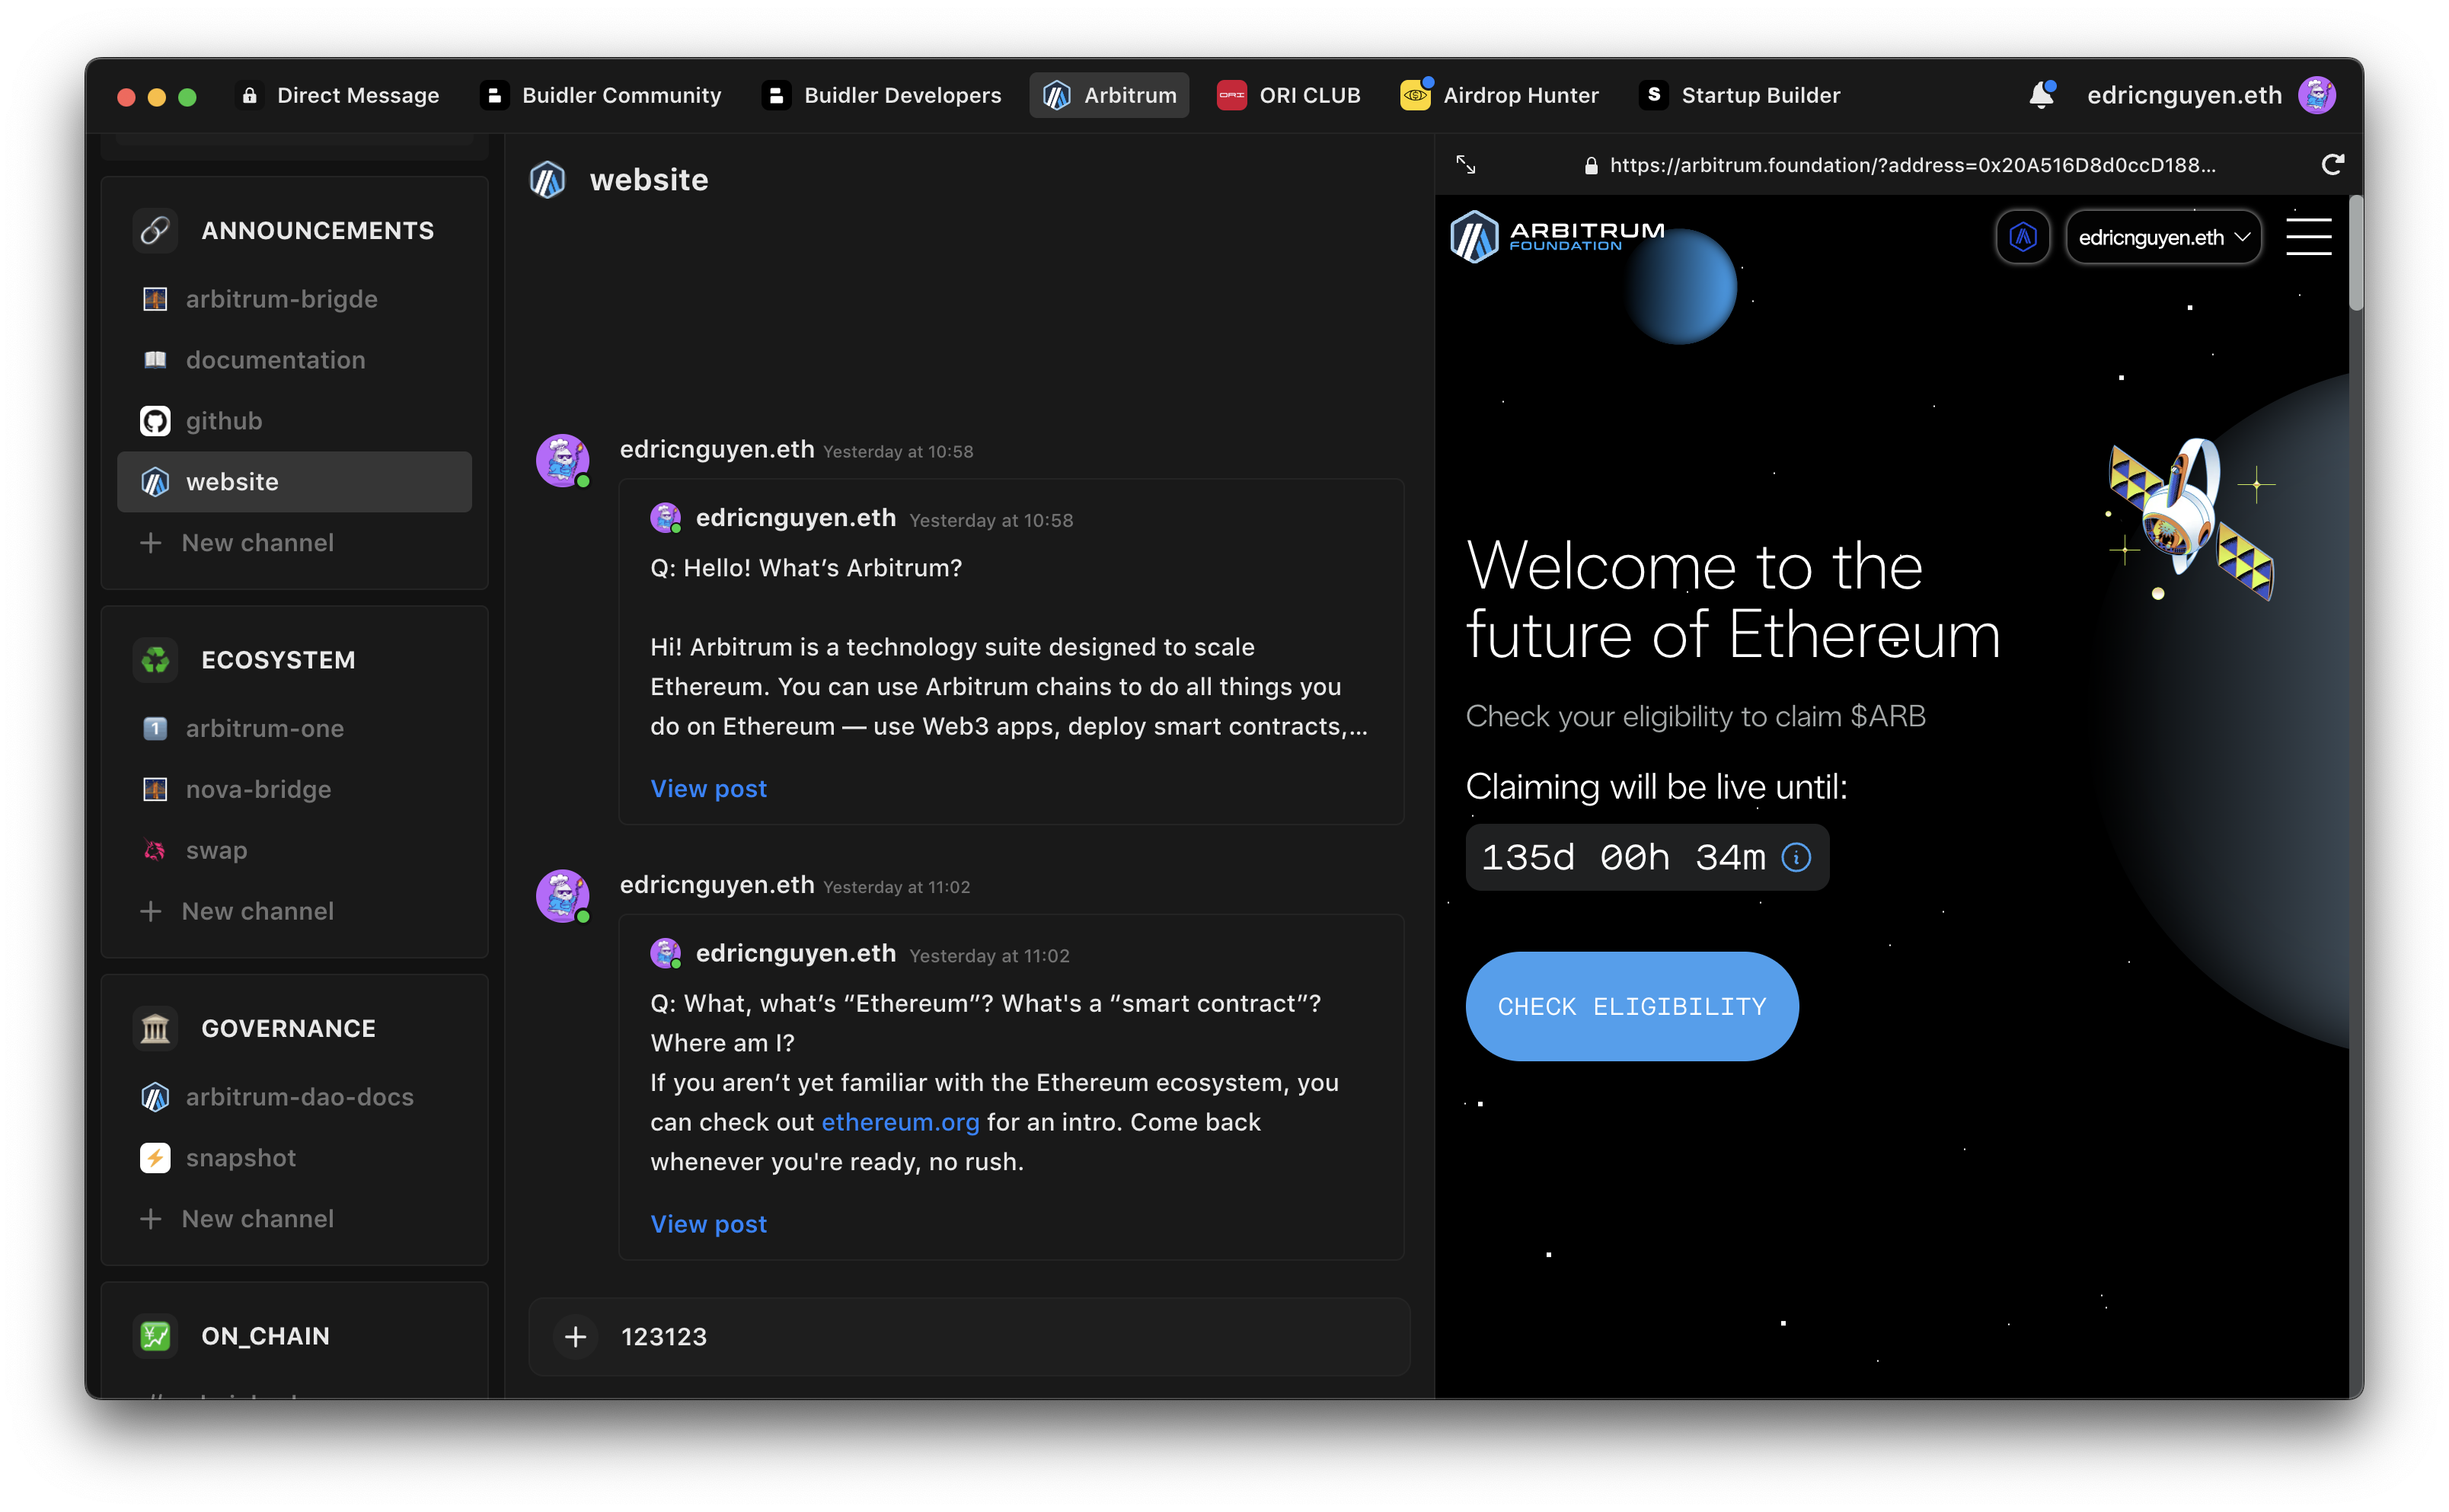 Direct Message
Buidler Community
Buidler Developers
Arbitrum
ORI CLUB
Airdrop Hunter
S Startup Builder
edricnguyen.eth
ANNOUNCEMENTS
arbitrum-brigde
documentation
github
website
New channel
ECOSYSTEM
1 arbitrum-one
nova-bridge
swap
New channel
GOVERNANCE
arbitrum-dao-docs
snapshot
New channel
ON_CHAIN
website
edricnguyen.eth Yesterday at 10:58
edricnguyen.eth Yesterday at 10:58
Q: Hello! What’s Arbitrum?
Hi! Arbitrum is a technology suite designed to scale
Ethereum. You can use Arbitrum chains to do all things you
do on Ethereum — use Web3 apps, deploy smart contracts,...
View post
edricnguyen.eth Yesterday at 11:02
edricnguyen.eth Yesterday at 11:02
Q: What, what’s “Ethereum”? What's a “smart contract”?
Where am I?
If you aren’t yet familiar with the Ethereum ecosystem, you
can check out ethereum.org for an intro. Come back
whenever you're ready, no rush.
View post
123123
https://arbitrum.foundation/?address=0x20A516D8d0ccD188...
ARBITRUM
FOUNDATION
edricnguyen.eth
Welcome to the
future of Ethereum
Check your eligibility to claim $ARB
Claiming will be live until:
135d 00h 34m
CHECK ELIGIBILITY